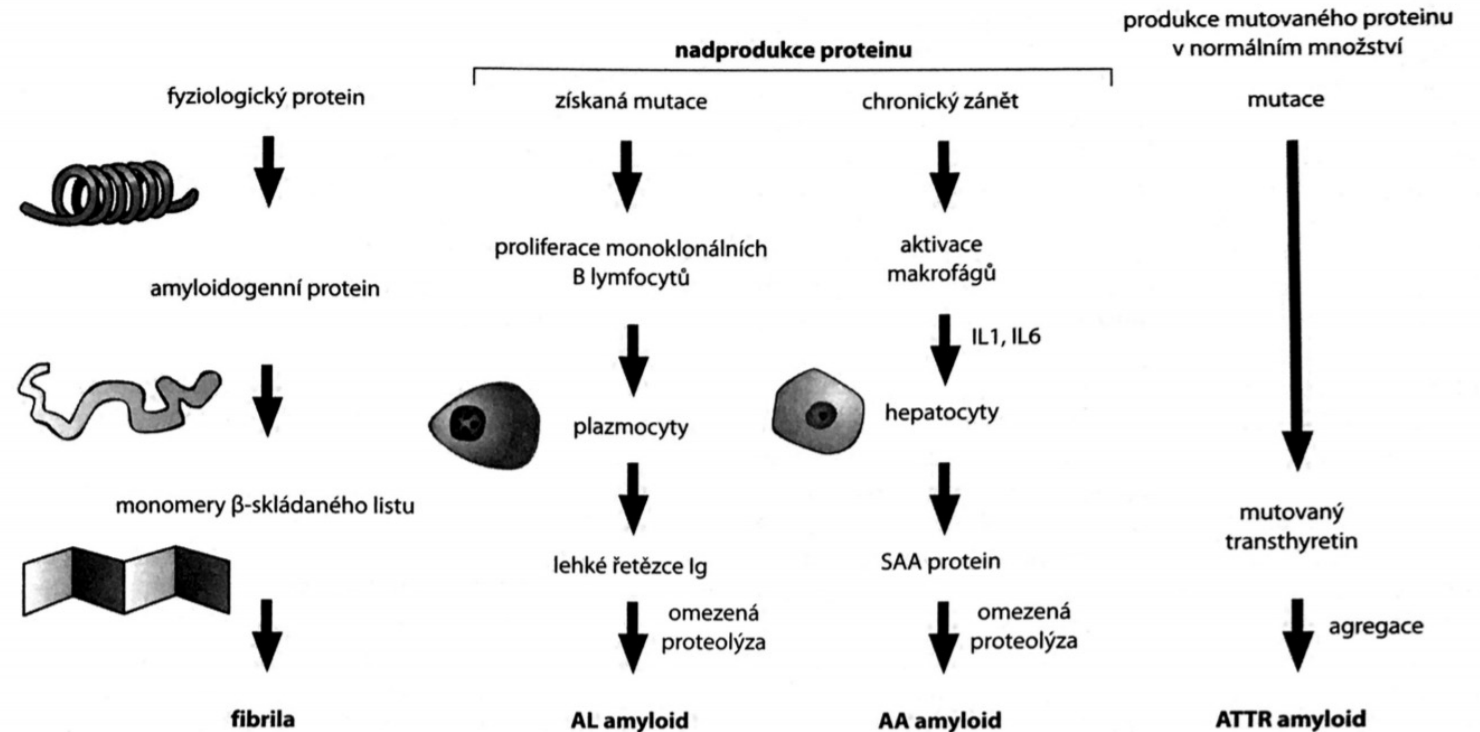 nadprodukce proteinu
produkce mutovaného proteinu
v normálním množství
fyziologický protein
amyloidogenní protein
monomery β-skládaného listu
fibrila
získaná mutace
proliferace monoklonálních
B lymfocytů
plazmocyty
lehké řetězce Ig
omezená
proteolýza
AL amyloid
chronický zánět
aktivace
makrofágů
IL1, IL6
hepatocyty
SAA protein
omezená
proteolýza
AA amyloid
mutace
mutovaný
transthyretin
agregace
ATTR amyloid